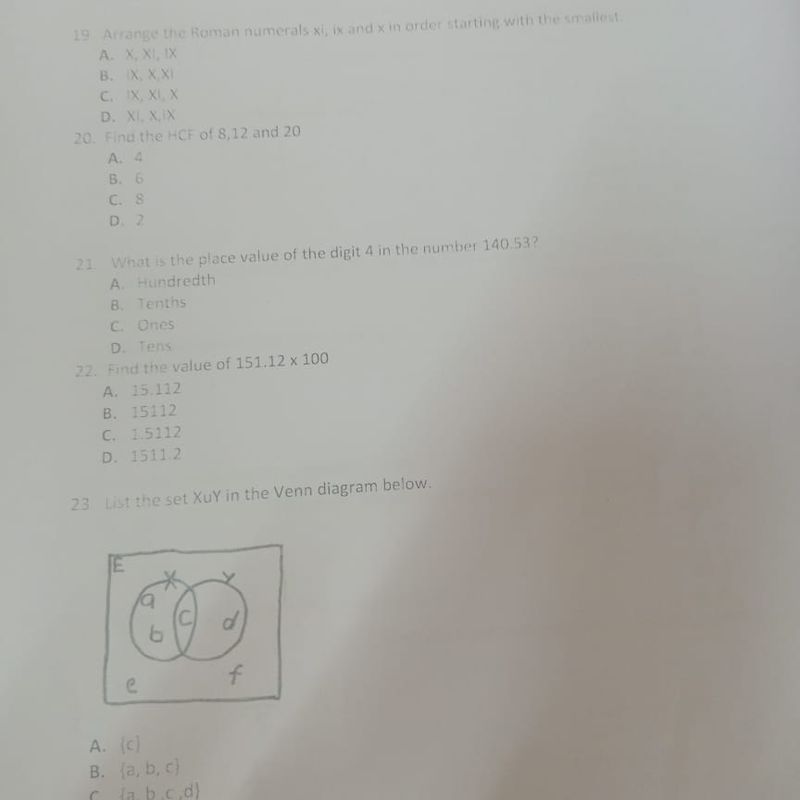 19. Arrange the Roman numerals xi, ix and x in order starting with the smallest.
A. X, XI, IX
B. IX, X,XI
C. IX, XI, X
D. XI, X,IX
20. Find the HCF of 8,12 and 20
A. 4
B. 6
C. 8
D. 2
21. What is the place value of the digit 4 in the number 140.53?
A. Hundredth
B. Tenths
C. Ones
D. Tens
22. Find the value of 151.12 x 100
A. 15.112
B. 15112
C. 1.5112
D. 1511.2
23 List the set XuY in the Venn diagram below.
E
X Y
a
b c d
e f
A. {c}
B. {a, b, c}
C. {a, b,c,d}